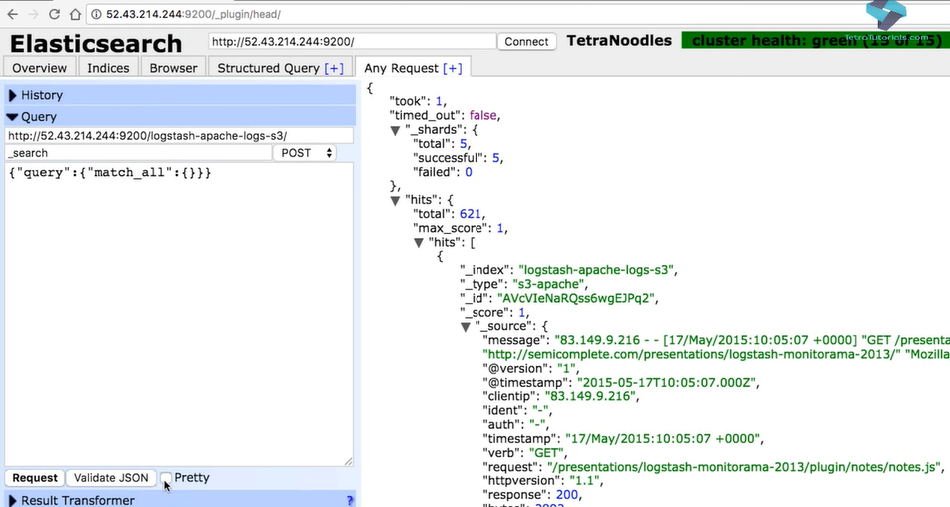 52.43.214.244:9200/_plugin/head/
TetraTutorials.com
Elasticsearch
http://52.43.214.244:9200/
Connect
TetraNoodles
cluster health: green (15 of 15)
Overview
Indices
Browser
Structured Query [+]
Any Request [+]
History
Query
http://52.43.214.244:9200/logstash-apache-logs-s3/
_search
POST
{"query":{"match_all":{}}}
Request
Validate JSON
Pretty
Result Transformer
?
{
"took": 1,
"timed_out": false,
"_shards": {
"total": 5,
"successful": 5,
"failed": 0
},
"hits": {
"total": 621,
"max_score": 1,
"hits": [
{
"_index": "logstash-apache-logs-s3",
"_type": "s3-apache",
"_id": "AVcVIeNaRQss6wgEJPq2",
"_score": 1,
"_source": {
"message": "83.149.9.216 - - [17/May/2015:10:05:07 +0000] "GET /presenta
"http://semicomplete.com/presentations/logstash-monitorama-2013/" "Mozilla
"@version": "1",
"@timestamp": "2015-05-17T10:05:07.000Z",
"clientip": "83.149.9.216",
"ident": "-",
"auth": "-",
"timestamp": "17/May/2015:10:05:07 +0000",
"verb": "GET",
"request": "/presentations/logstash-monitorama-2013/plugin/notes/notes.js",
"httpversion": "1.1",
"response": 200,